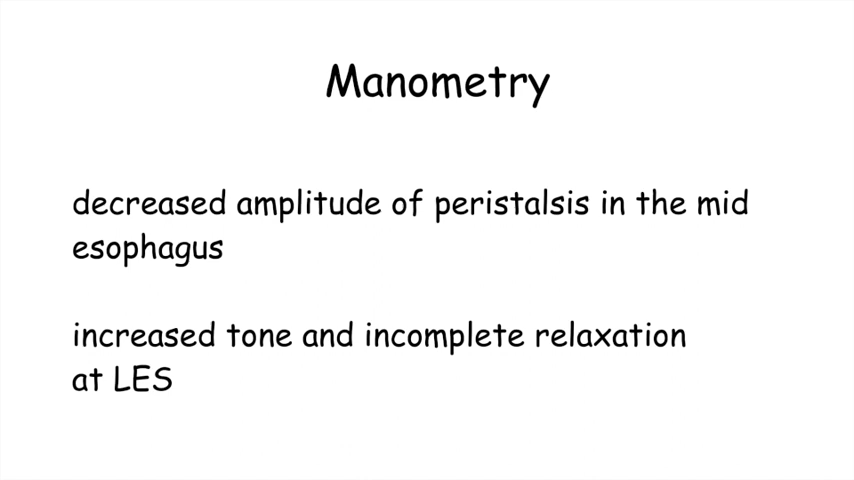 Manometry
decreased amplitude of peristalsis in the mid
esophagus
increased tone and incomplete relaxation
at LES